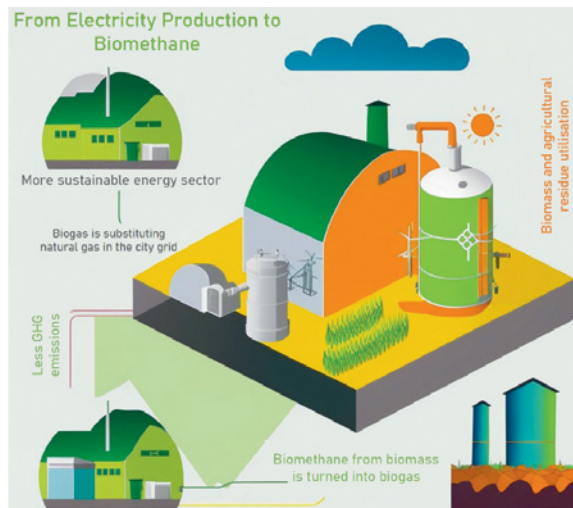 From Electricity Production to
Biomethane
More sustainable energy sector
Biogas is substituting
natural gas in the city grid
Biomass and agricultural
residue utilisation
Less GHG
emissions
Biomethane from biomass
is turned into biogas